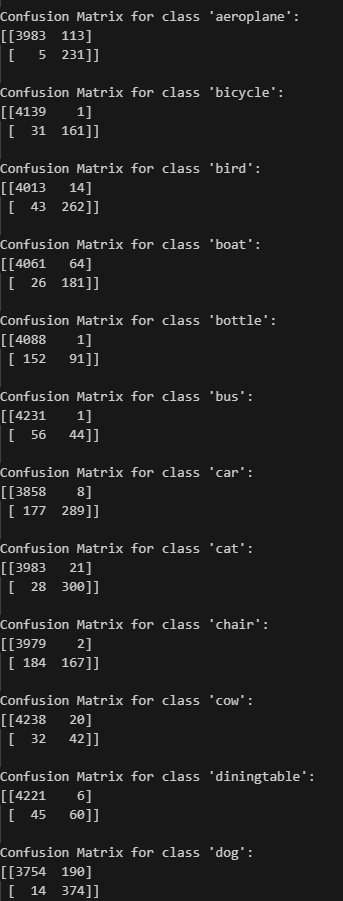 Confusion Matrix for class 'aeroplane':
[[3983  113]
 [   5  231]]
Confusion Matrix for class 'bicycle':
[[4139    1]
 [  31  161]]
Confusion Matrix for class 'bird':
[[4013   14]
 [  43  262]]
Confusion Matrix for class 'boat':
[[4061   64]
 [  26  181]]
Confusion Matrix for class 'bottle':
[[4088    1]
 [ 152   91]]
Confusion Matrix for class 'bus':
[[4231    1]
 [  56   44]]
Confusion Matrix for class 'car':
[[3858    8]
 [ 177  289]]
Confusion Matrix for class 'cat':
[[3983   21]
 [  28  300]]
Confusion Matrix for class 'chair':
[[3979    2]
 [ 184  167]]
Confusion Matrix for class 'cow':
[[4238   20]
 [  32   42]]
Confusion Matrix for class 'diningtable':
[[4221    6]
 [  45   60]]
Confusion Matrix for class 'dog':
[[3754  190]
 [  14  374]]